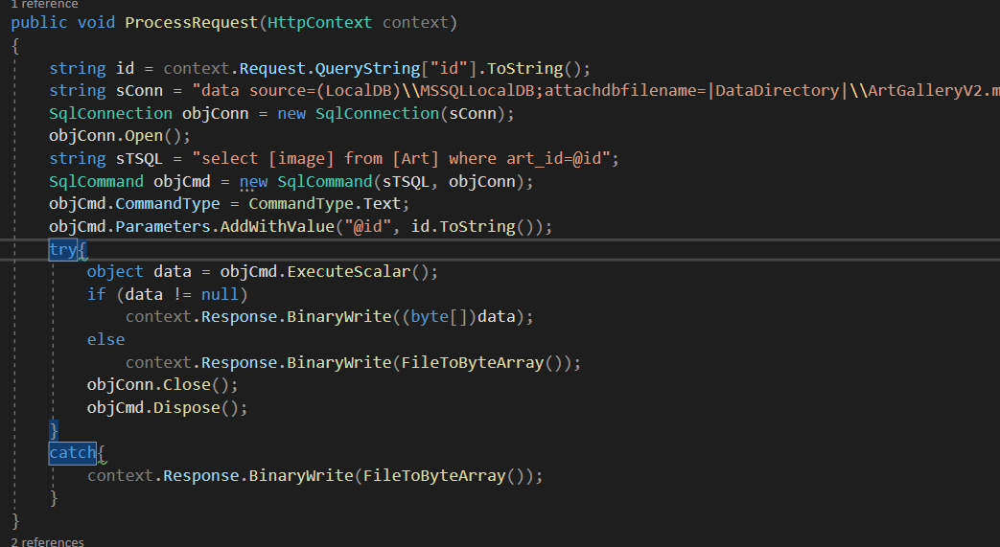 1 reference
public void ProcessRequest(HttpContext context)
{
string id = context.Request.QueryString["id"].ToString();
string sConn = "data source=(LocalDB)\\MSSQLLocalDB;attachdbfilename=|DataDirectory|\\ArtGalleryV2.m
SqlConnection objConn = new SqlConnection(sConn);
objConn.Open();
string sTSQL = "select [image] from [Art] where art_id=@id";
SqlCommand objCmd = new SqlCommand(sTSQL, objConn);
objCmd.CommandType = CommandType.Text;
objCmd.Parameters.AddWithValue("@id", id.ToString());
try{
object data = objCmd.ExecuteScalar();
if (data != null)
context.Response.BinaryWrite((byte[])data);
else
context.Response.BinaryWrite(FileToByteArray());
objConn.Close();
objCmd.Dispose();
}
catch{
context.Response.BinaryWrite(FileToByteArray());
}
}
2 references